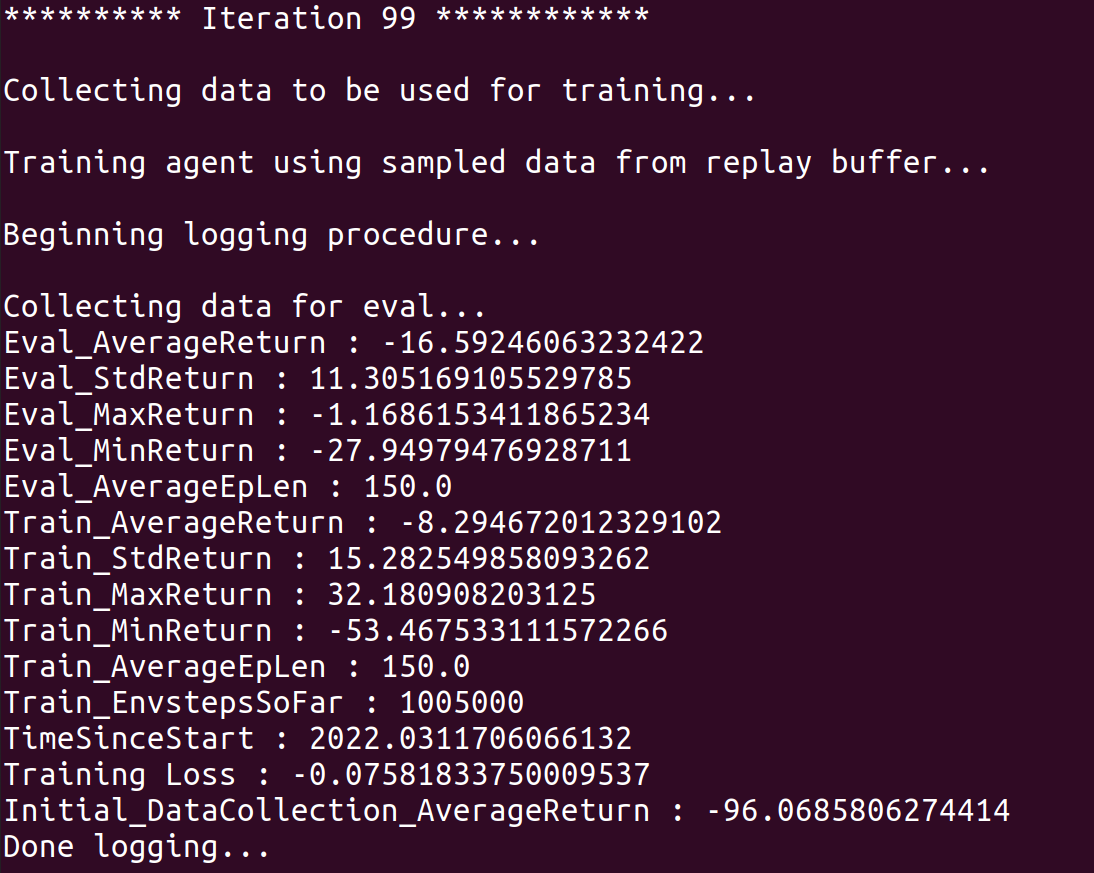 ********** Iteration 99 ************
Collecting data to be used for training...
Training agent using sampled data from replay buffer...
Beginning logging procedure...
Collecting data for eval...
Eval_AverageReturn : -16.59246063232422
Eval_StdReturn : 11.305169105529785
Eval_MaxReturn : -1.1686153411865234
Eval_MinReturn : -27.94979476928711
Eval_AverageEpLen : 150.0
Train_AverageReturn : -8.294672012329102
Train_StdReturn : 15.282549858093262
Train_MaxReturn : 32.180908203125
Train_MinReturn : -53.467533111572266
Train_AverageEpLen : 150.0
Train_EnvstepsSoFar : 1005000
TimeSinceStart : 2022.0311706066132
Training Loss : -0.07581833750009537
Initial_DataCollection_AverageReturn : -96.0685806274414
Done logging...